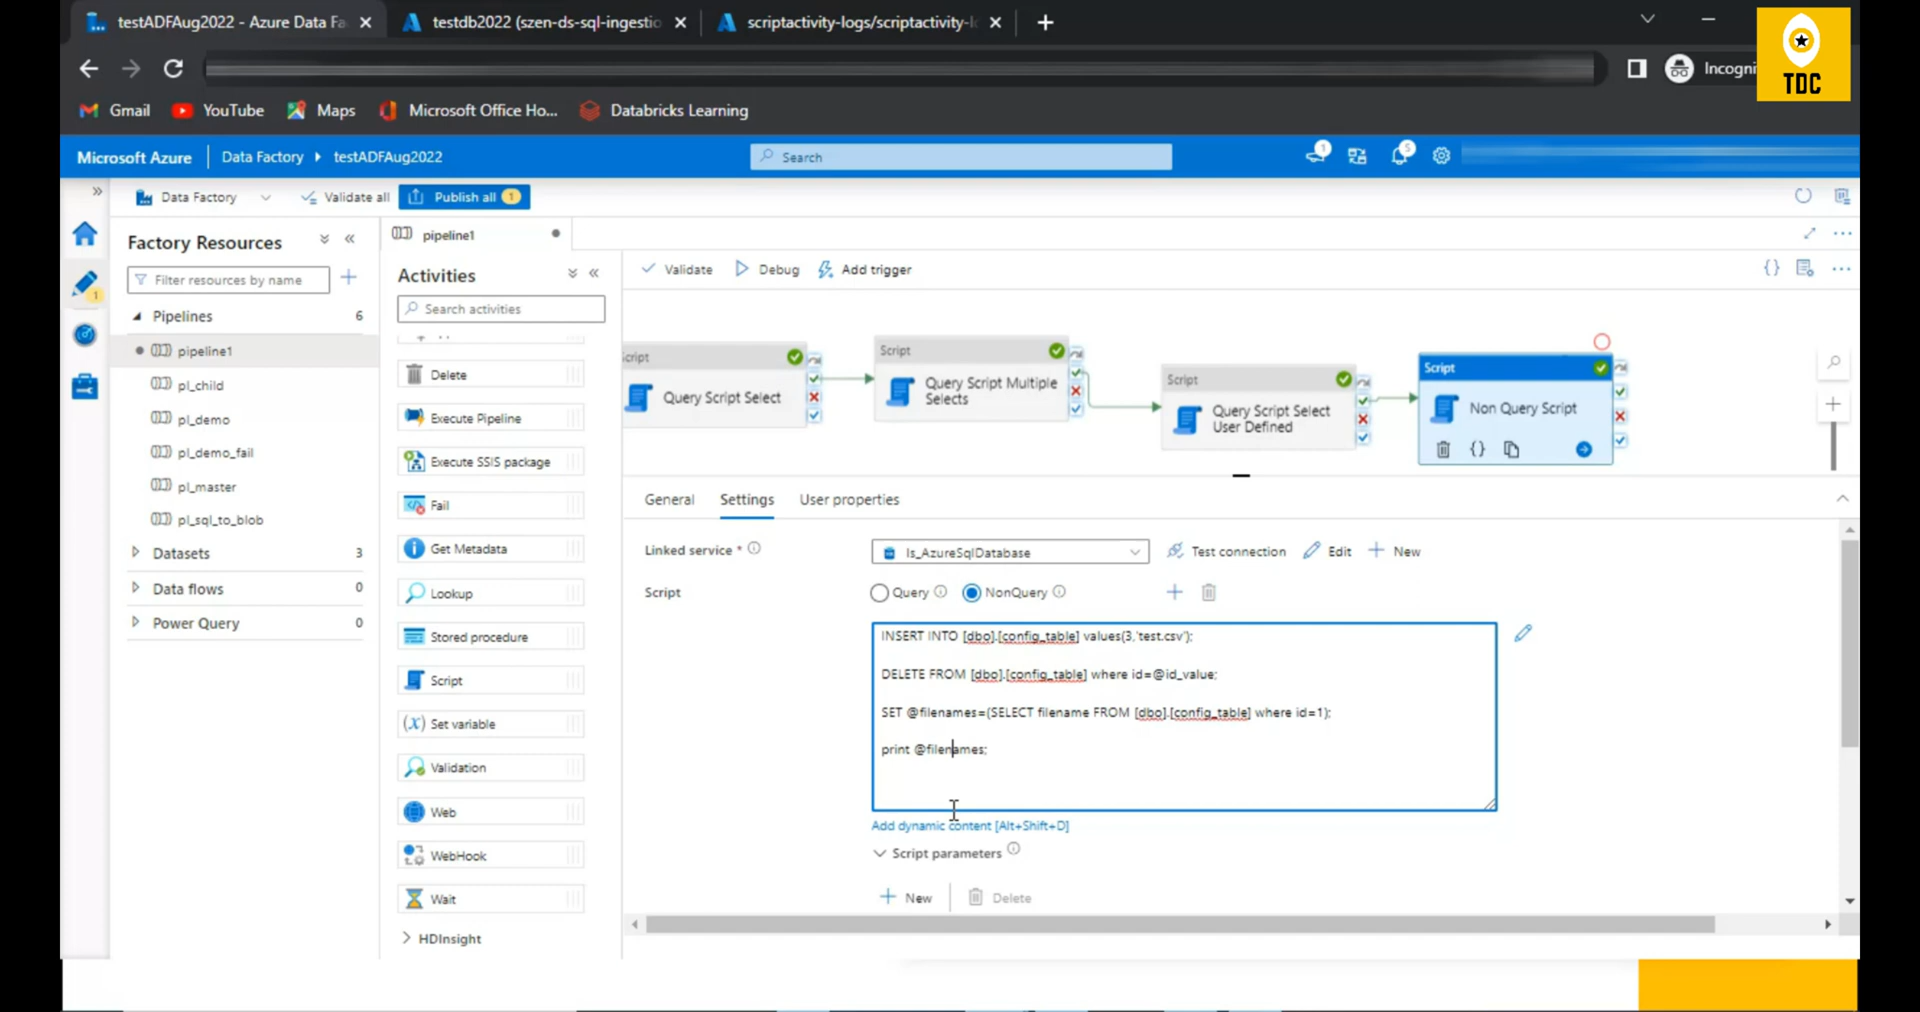 testADFAug2022 - Azure Data Fa
testdb2022 (szen-ds-sql-ingestio
scriptactivity-logs/scriptactivity-l
Incogni
TDC
Gmail
YouTube
Maps
Microsoft Office Ho...
Databricks Learning
Microsoft Azure
Data Factory
testADFAug2022
Search
1
5
Data Factory
Validate all
Publish all
1
Factory Resources
Filter resources by name
1
Pipelines 6
pipeline1
pl_child
pl_demo
pl_demo_fail
pl_master
pl_sql_to_blob
Datasets 3
Data flows 0
Power Query 0
pipeline1
Activities
Search activities
Delete
Execute Pipeline
Execute SSIS package
Fail
Get Metadata
Lookup
Stored procedure
Script
Set variable
Validation
Web
WebHook
Wait
HDInsight
Validate
Debug
Add trigger
cript
Query Script Select
Script
Query Script Multiple
Selects
Script
Query Script Select
User Defined
Script
Non Query Script
General
Settings
User properties
Linked service *
ls_AzureSqlDatabase
Test connection
Edit
New
Script
Query
NonQuery
INSERT INTO [dbo].[config_table] values(3,'test.csv');
DELETE FROM [dbo].[config_table] where id=@id_value;
SET @filenames=(SELECT filename FROM [dbo].[config_table] where id=1);
print @filenames;
Add dynamic content [Alt+Shift+D]
Script parameters
New
Delete